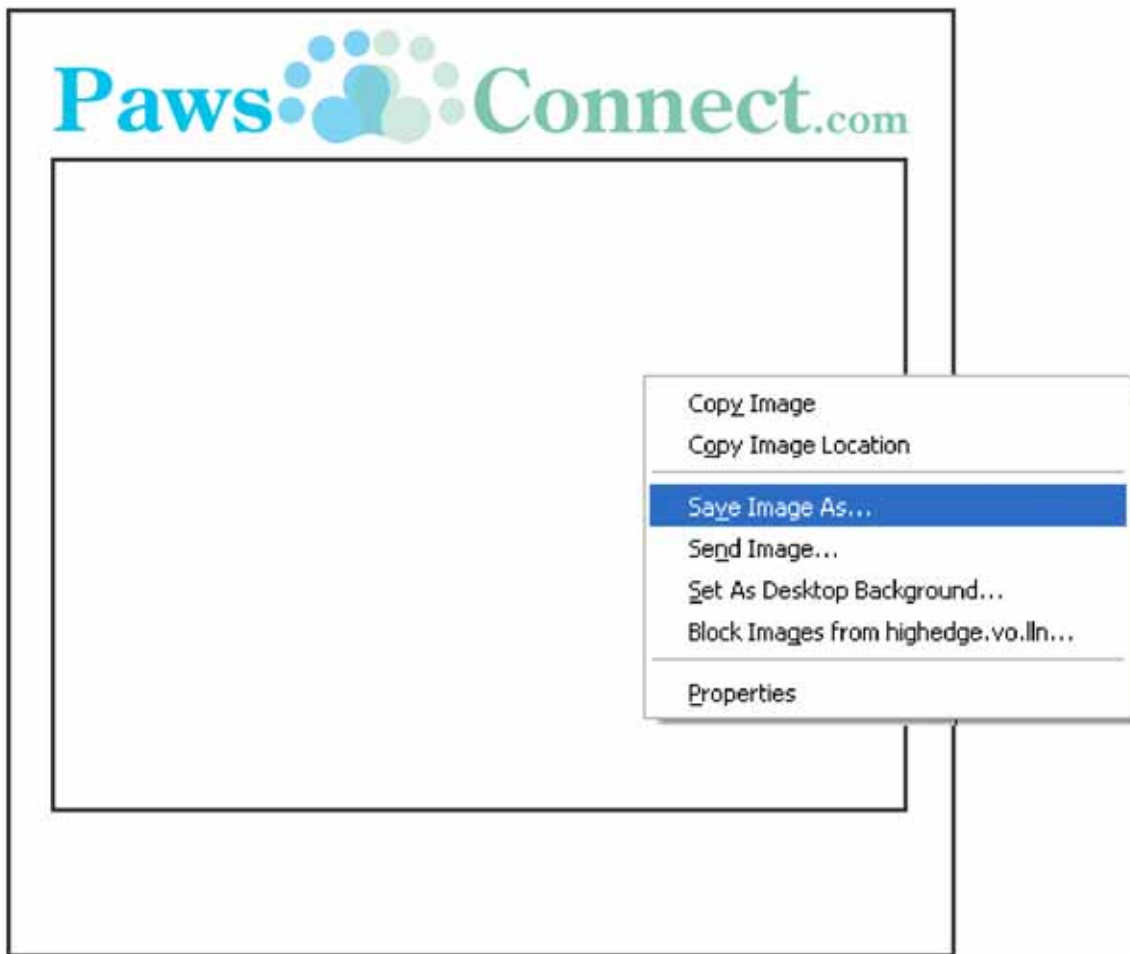 Paws Connect.com
Copy Image
Copy Image Location
Save Image As...
Send Image...
Set As Desktop Background...
Block Images from highedge.vo.lln...
Properties